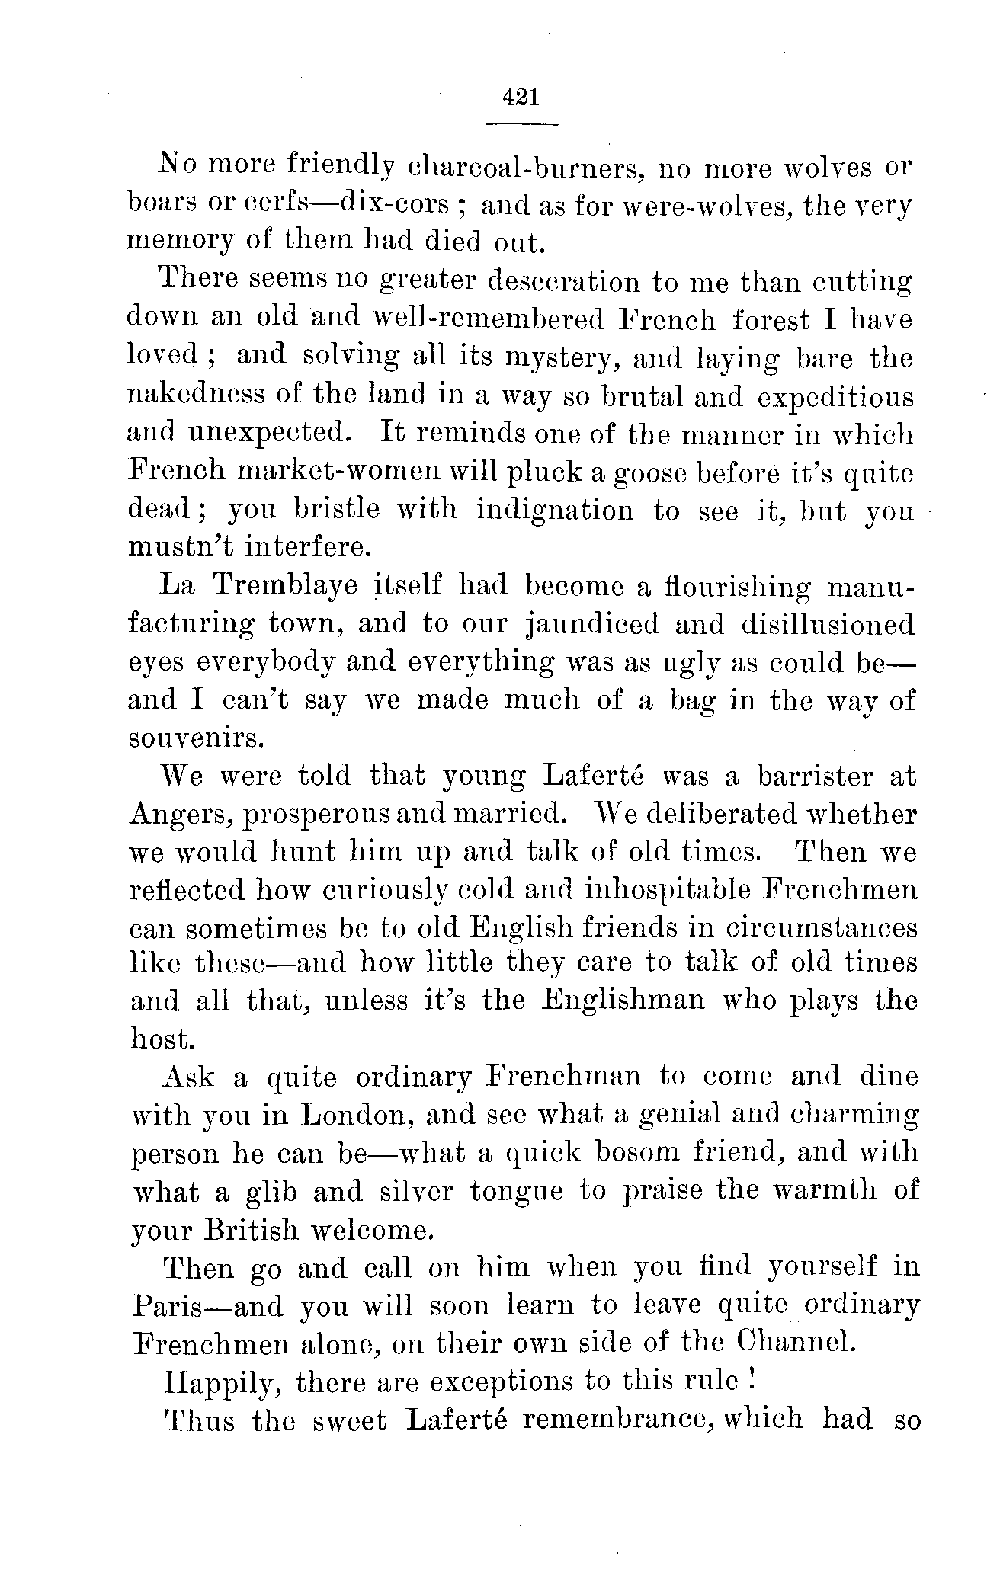 421
No more friendly charcoal-burners, no more wolves or
boars or cerfs—dix-cors ; and as for were-wolves, the very
memory of them had died out.
There seems no greater desecration to me than cutting
down an old and well-remembered French forest I have
loved ; and solving all its mystery, and laying bare the
nakedness of the land in a way so brutal and expeditious
and unexpected. It reminds one of the manner in which
French market-women will pluck a goose before it's quite
dead ; you bristle with indignation to see it, but you
mustn't interfere.
La Tremblaye itself had become a flourishing manu-
facturing town, and to our jaundiced and disillusioned
eyes everybody and everything was as ugly as could be—
and I can't say we made much of a bag in the way of
souvenirs.
We were told that young Laferté was a barrister at
Angers, prosperous and married. We deliberated whether
we would hunt him up and talk of old times. Then we
reflected how curiously cold and inhospitable Frenchmen
can sometimes be to old English friends in circumstances
like these—and how little they care to talk of old times
and all that, unless it's the Englishman who plays the
host.
Ask a quite ordinary Frenchman to come and dine
with you in London, and see what a genial and charming
person he can be—what a quick bosom friend, and with
what a glib and silver tongue to praise the warmth of
your British welcome.
Then go and call on him when you find yourself in
Paris—and you will soon learn to leave quite ordinary
Frenchmen alone, on their own side of the Channel.
Happily, there are exceptions to this rule !
Thus the sweet Laferté remembrance, which had so